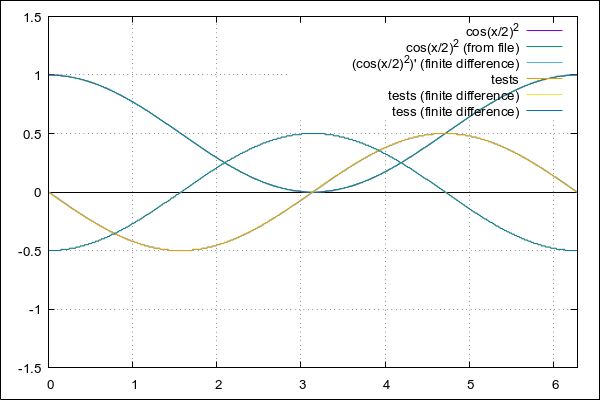 1.5
1
0.5
0
-0.5
-1
-1.5
0 1 2 3 4 5 6
cos(x/2)^2
cos(x/2)^2 (from file)
(cos(x/2)^2)' (finite difference)
tests
tests (finite difference)
tess (finite difference)